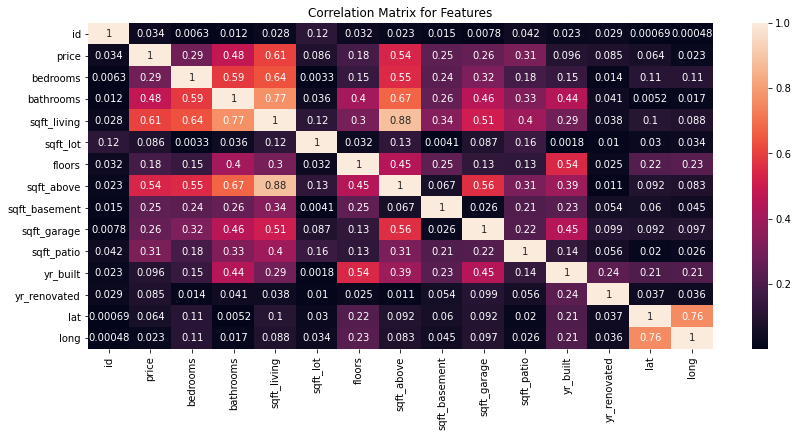 Correlation Matrix for Features
id 1 0.034 0.0063 0.012 0.028 0.12 0.032 0.023 0.015 0.0078 0.042 0.023 0.029 0.00069 0.00048
price 0.034 1 0.29 0.48 0.61 0.086 0.18 0.54 0.25 0.26 0.31 0.096 0.085 0.064 0.023
bedrooms 0.0063 0.29 1 0.59 0.64 0.0033 0.15 0.55 0.24 0.32 0.18 0.15 0.014 0.11 0.11
bathrooms 0.012 0.48 0.59 1 0.77 0.036 0.4 0.67 0.26 0.46 0.33 0.44 0.041 0.0052 0.017
sqft_living 0.028 0.61 0.64 0.77 1 0.12 0.3 0.88 0.34 0.51 0.4 0.29 0.038 0.1 0.088
sqft_lot 0.12 0.086 0.0033 0.036 0.12 1 0.032 0.13 0.0041 0.087 0.16 0.0018 0.01 0.03 0.034
floors 0.032 0.18 0.15 0.4 0.3 0.032 1 0.45 0.25 0.13 0.13 0.54 0.025 0.22 0.23
sqft_above 0.023 0.54 0.55 0.67 0.88 0.13 0.45 1 0.067 0.56 0.31 0.39 0.011 0.092 0.083
sqft_basement 0.015 0.25 0.24 0.26 0.34 0.0041 0.25 0.067 1 0.026 0.21 0.23 0.054 0.06 0.045
sqft_garage 0.0078 0.26 0.32 0.46 0.51 0.087 0.13 0.56 0.026 1 0.22 0.45 0.099 0.092 0.097
sqft_patio 0.042 0.31 0.18 0.33 0.4 0.16 0.13 0.31 0.21 0.22 1 0.14 0.056 0.02 0.026
yr_built 0.023 0.096 0.15 0.44 0.29 0.0018 0.54 0.39 0.23 0.45 0.14 1 0.24 0.21 0.21
yr_renovated 0.029 0.085 0.014 0.041 0.038 0.01 0.025 0.011 0.054 0.099 0.056 0.24 1 0.037 0.036
lat 0.00069 0.064 0.11 0.0052 0.1 0.03 0.22 0.092 0.06 0.092 0.02 0.21 0.037 1 0.76
long 0.00048 0.023 0.11 0.017 0.088 0.034 0.23 0.083 0.045 0.097 0.026 0.21 0.036 0.76 1
id price bedrooms bathrooms sqft_living sqft_lot floors sqft_above sqft_basement sqft_garage sqft_patio yr_built yr_renovated lat long
1.0
0.8
0.6
0.4
0.2